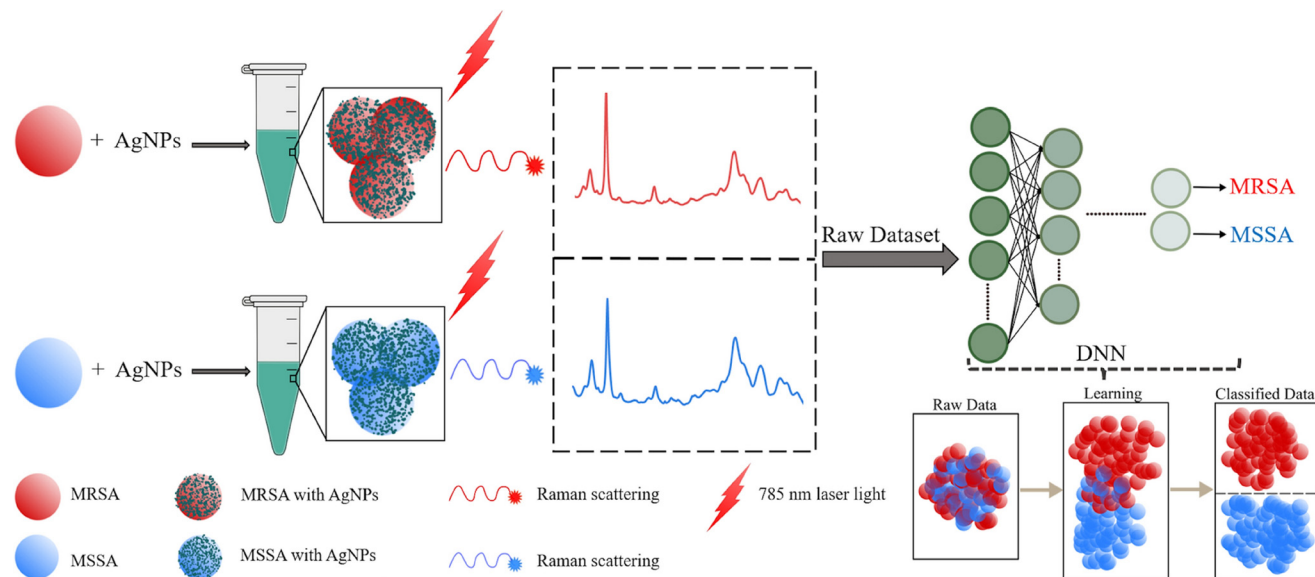 + AgNPs
Raw Dataset
MRSA
MSSA
+ AgNPs
DNN
Raw Data
Learning
Classified Data
MRSA
MRSA with AgNPs
Raman scattering
785 nm laser light
MSSA
MSSA with AgNPs
Raman scattering